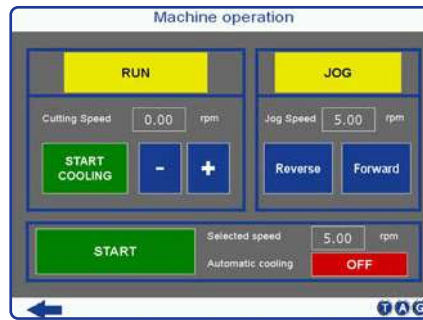 Machine operation
RUN
JOG
Cutting Speed 0.00 rpm
Jog Speed 5.00 rpm
START COOLING
-
+
Reverse
Forward
START
Selected speed 5.00 rpm
Automatic cooling OFF
TAG